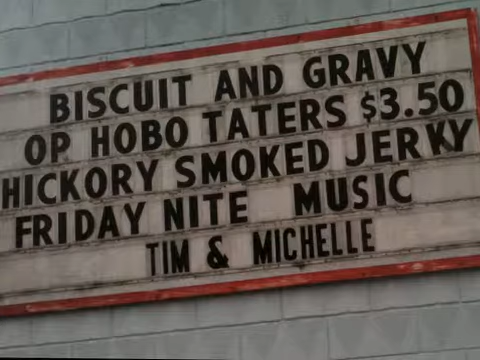 BISCUIT AND GRAVY
OP HOBO TATERS $3.50
HICKORY SMOKED JERKY
FRIDAY NITE MUSIC
TIM & MICHELLE